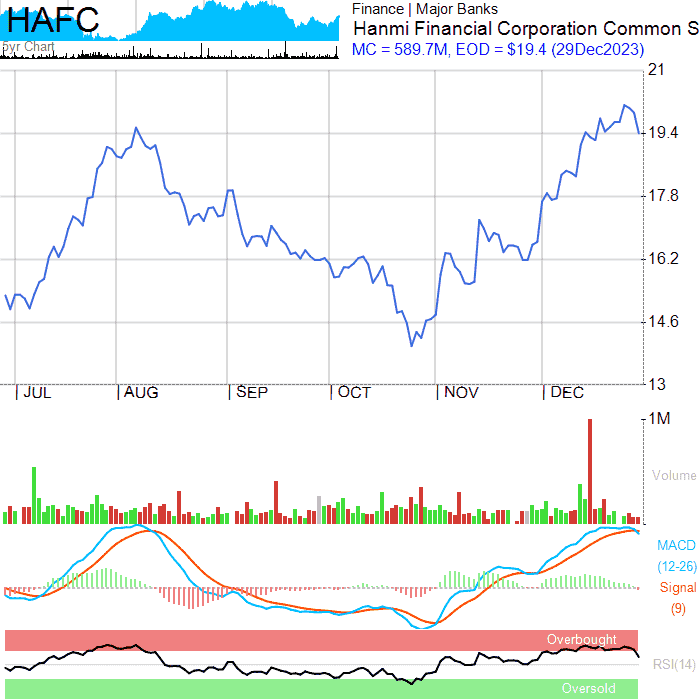 HAFC
5yr Chart
Finance | Major Banks
Hanmi Financial Corporation Common S
MC = 589.7M, EOD = $19.4 (29Dec2023)
21
19.4
17.8
16.2
14.6
13
JUL
AUG
SEP
OCT
NOV
DEC
1M
Volume
MACD
(12-26)
Signal
(9)
Overbought
RSI(14)
Oversold